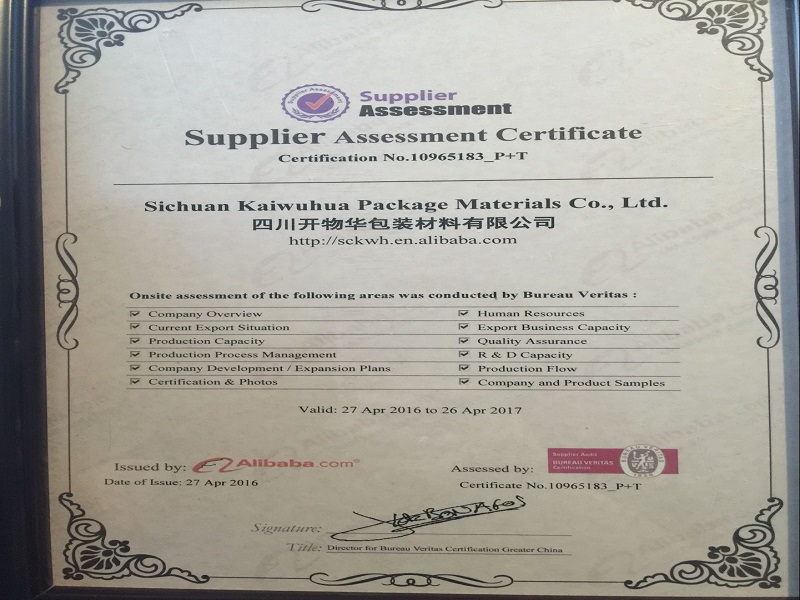 Supplier
Assessment
Supplier Assessment Certificate
Certification No.10965183_P+T
Sichuan Kaiwuhua Package Materials Co., Ltd.
四川开物华包装材料有限公司
http://sckwh.en.alibaba.com
Onsite assessment of the following areas was conducted by Bureau Veritas :
Company Overview Human Resources
Current Export Situation Export Business Capacity
Production Capacity Quality Assurance
Production Process Management R & D Capacity
Company Development / Expansion Plans Production Flow
Certification & Photos Company and Product Samples
Valid: 27 Apr 2016 to 26 Apr 2017
Issued by: Alibaba.com® Assessed by: Supplier Audit
BUREAU VERITAS
Certification
Date of Issue: 27 Apr 2016 Certificate No.10965183_P+T
Signature:
Title: Director for Bureau Veritas Certification Greater China